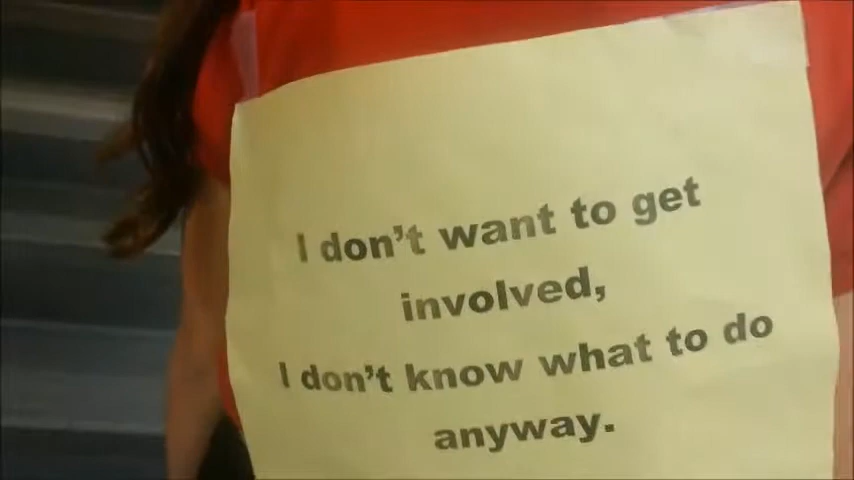 I don't want to get
involved,
I don't know what to do
anyway.